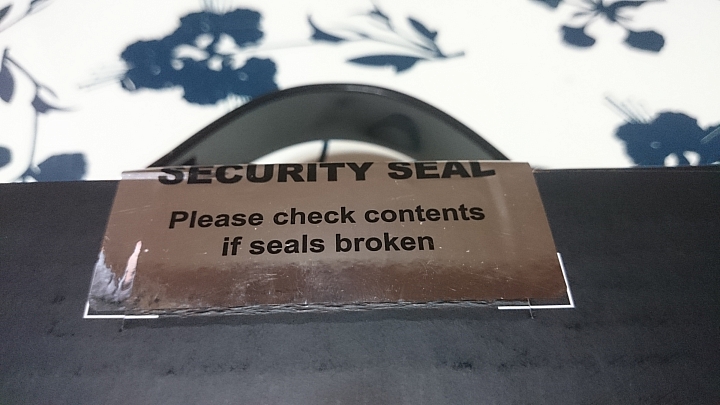 SECURITY SEAL
Please check contents
if seals broken